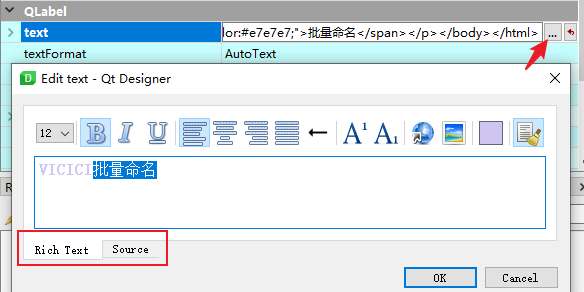 QLabel
text lor:#e7e7e7;">批量命名</span></p></body></html> ...
textFormat AutoText
Edit text - Qt Designer
12 B I U A¹ A₁
VICICI批量命名
Rich Text Source
OK Cancel